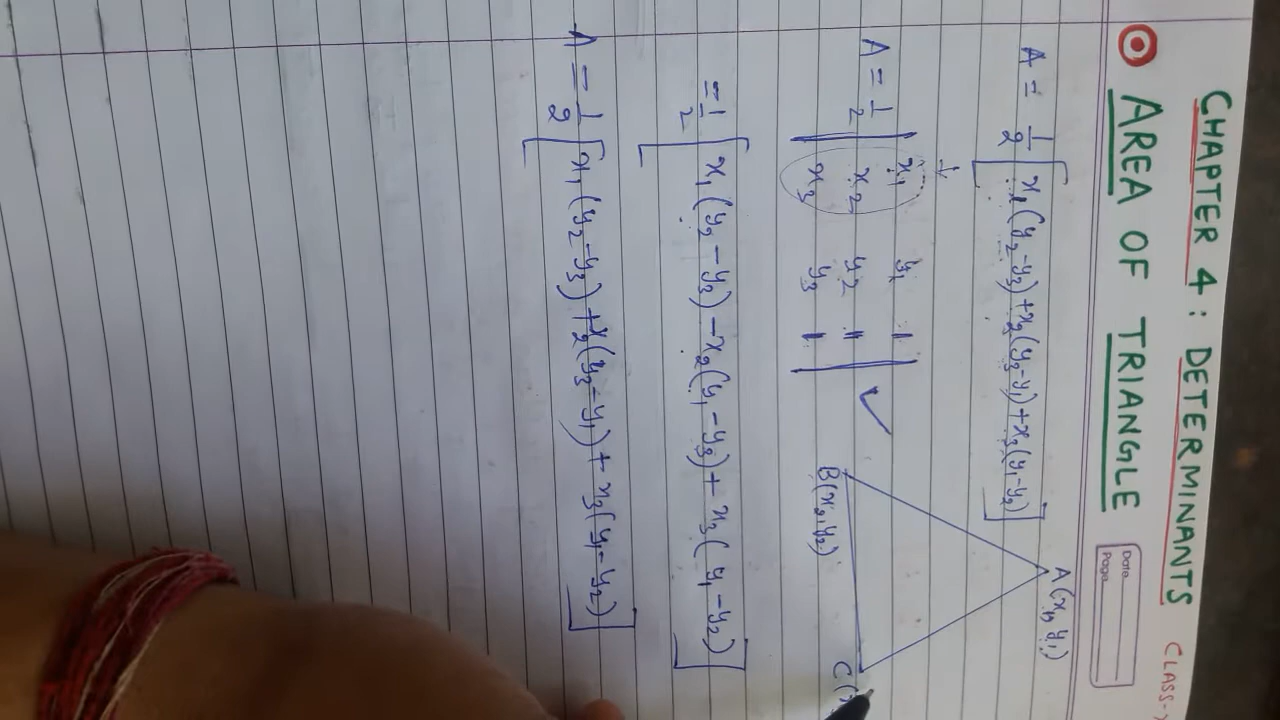 CHAPTER 4 : DETERMINANTS CLASS-
AREA OF TRIANGLE
Date
Page
A = 1/2 [x₁(y₂-y₃)+x₂(y₃-y₁)+x₃(y₁-y₂)]
A(x₁, y₁)
A = 1/2 | x₁ y₁ 1
x₂ y₂ 1
x₃ y₃ 1 | ✓
B(x₂, y₂)
C(
= 1/2 [x₁(y₂-y₃)-x₂(y₁-y₃)+x₃(y₁-y₂)]
A = 1/2 [x₁(y₂-y₃)+x₂(y₃-y₁)+x₃(y₁-y₂)]